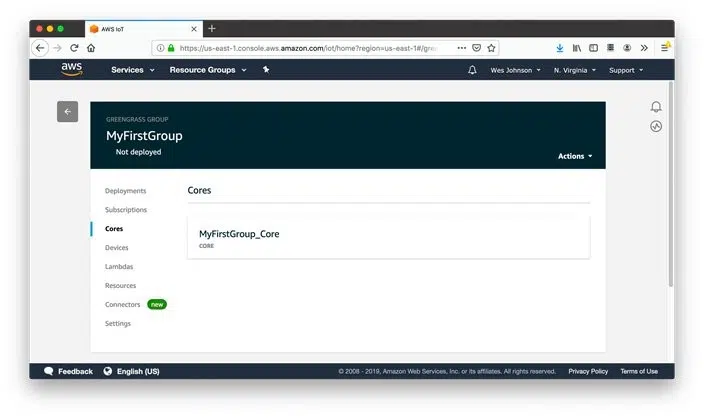 AWS IoT
https://us-east-1.console.aws.amazon.com/iot/home?region=us-east-1#/gre
aws Services Resource Groups Wes Johnson N. Virginia Support
GREENGRASS GROUP
MyFirstGroup
Not deployed
Actions
Deployments
Subscriptions
Cores
Devices
Lambdas
Resources
Connectors new
Settings
Cores
MyFirstGroup_Core
CORE
Feedback English (US) © 2008 - 2019, Amazon Web Services, Inc. or its affiliates. All rights reserved. Privacy Policy Terms of Use